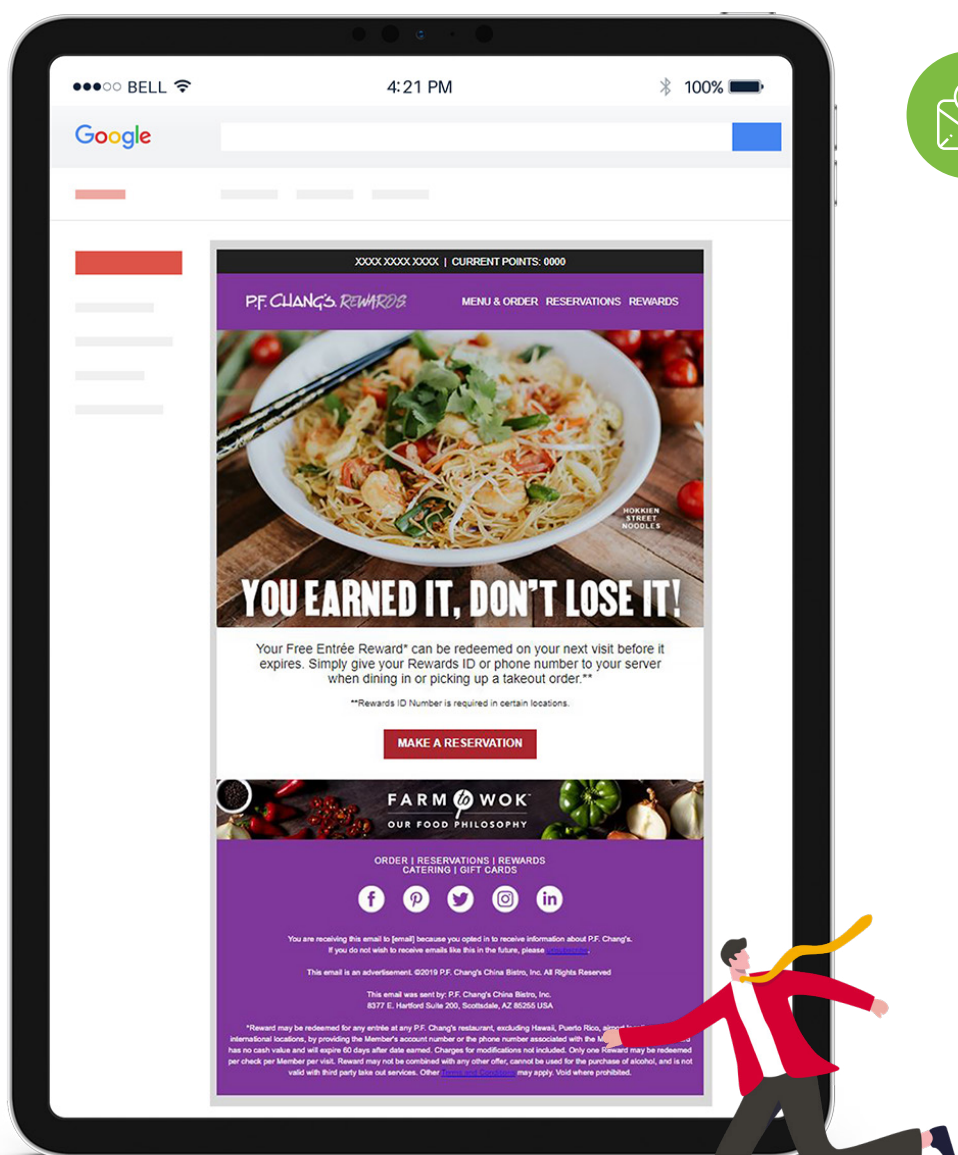 BELL 4:21 PM 100%
Google
XXXX XXXX XXXX | CURRENT POINTS: 0000
P.F. CHANG'S. REWARDS. MENU & ORDER RESERVATIONS REWARDS
HOKKIEN
STREET
NOODLES
YOU EARNED IT, DON'T LOSE IT!
Your Free Entrée Reward* can be redeemed on your next visit before it
expires. Simply give your Rewards ID or phone number to your server
when dining in or picking up a takeout order.**
**Rewards ID Number is required in certain locations.
MAKE A RESERVATION
FARM to WOK™
OUR FOOD PHILOSOPHY
ORDER | RESERVATIONS | REWARDS
CATERING | GIFT CARDS
You are receiving this email to [email] because you opted in to receive information about P.F. Chang's.
If you do not wish to receive emails like this in the future, please unsubscribe.
This email is an advertisement. ©2019 P.F. Chang's China Bistro, Inc. All Rights Reserved
This email was sent by: P.F. Chang's China Bistro, Inc.
8377 E. Hartford Suite 200, Scottsdale, AZ 85255 USA
*Reward may be redeemed for any entrée at any P.F. Chang's restaurant, excluding Hawaii, Puerto Rico, airport
international locations, by providing the Member's account number or the phone number associated with the
has no cash value and will expire 60 days after date earned. Charges for modifications not included. Only one Reward may be redeemed
per check per Member per visit. Reward may not be combined with any other offer, cannot be used for the purchase of alcohol, and is not
valid with third party take out services. Other Terms and Conditions may apply. Void where prohibited.